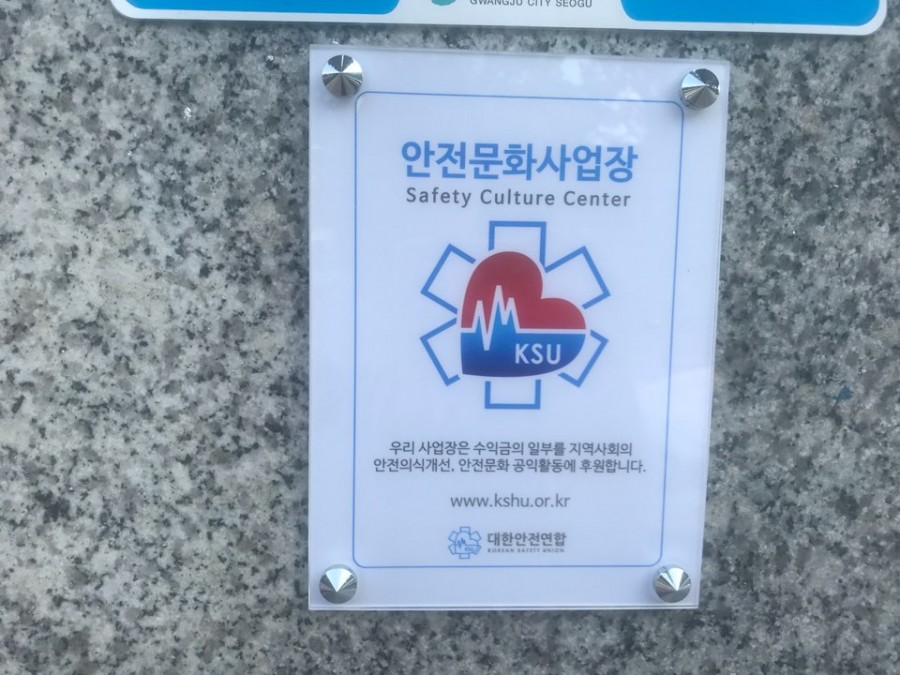 GWANGJU CITY SEOGU
안전문화사업장
Safety Culture Center
KSU
우리 사업장은 수익금의 일부를 지역사회의
안전의식개선, 안전문화 공익활동에 후원합니다.
www.kshu.or.kr
KSU
대한안전연합
KOREAN SAFETY UNION